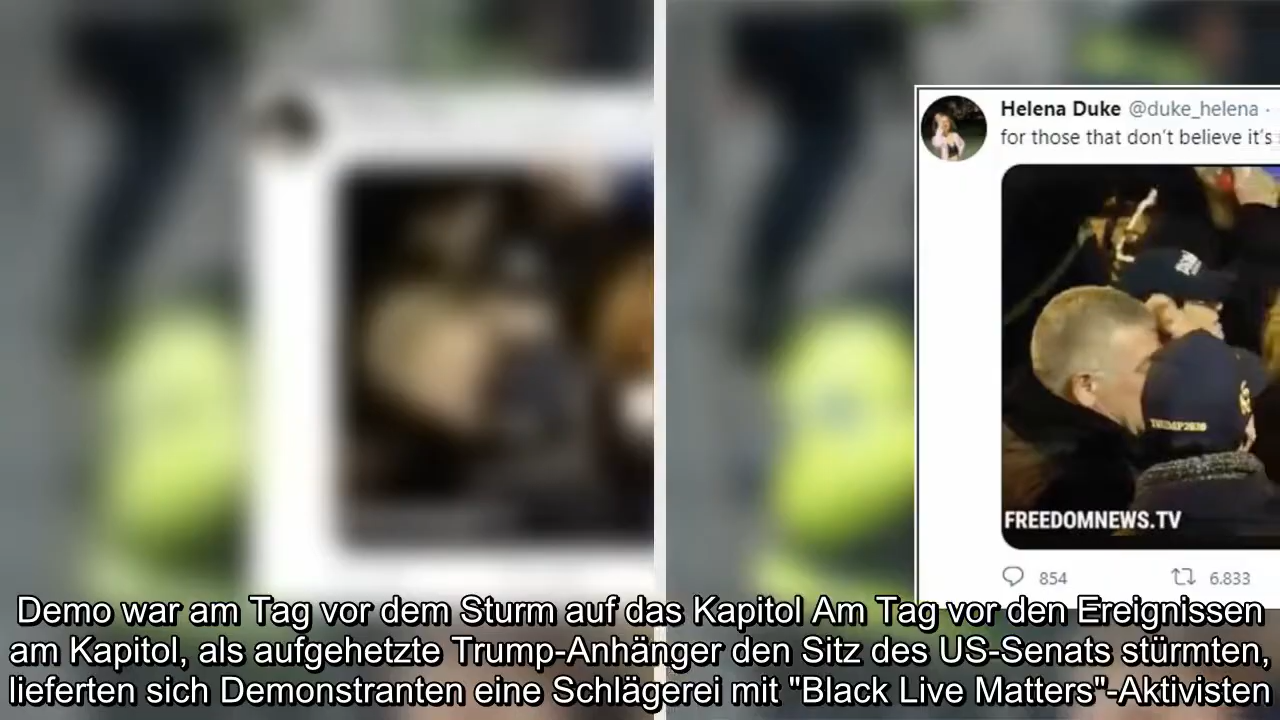 Helena Duke @duke_helena ·
for those that don't believe it's
TRUMP 2020
FREEDOMNEWS.TV
854 6.833
Demo war am Tag vor dem Sturm auf das Kapitol Am Tag vor den Ereignissen
am Kapitol, als aufgehetzte Trump-Anhänger den Sitz des US-Senats stürmten,
lieferten sich Demonstranten eine Schlägerei mit "Black Live Matters"-Aktivisten